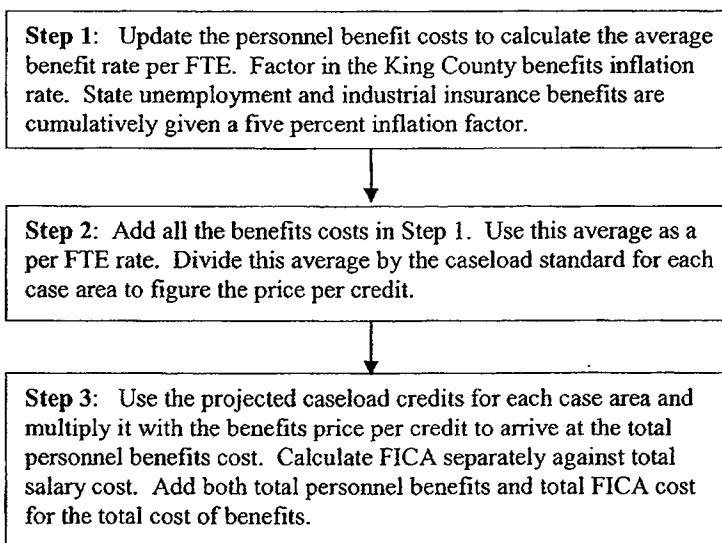 Step 1: Update the personnel benefit costs to calculate the average
benefit rate per FTE. Factor in the King County benefits inflation
rate. State unemployment and industrial insurance benefits are
cumulatively given a five percent inflation factor.
Step 2: Add all the benefits costs in Step 1. Use this average as a
per FTE rate. Divide this average by the caseload standard for each
case area to figure the price per credit.
Step 3: Use the projected caseload credits for each case area and
multiply it with the benefits price per credit to arrive at the total
personnel benefits cost. Calculate FICA separately against total
salary cost. Add both total personnel benefits and total FICA cost
for the total cost of benefits.